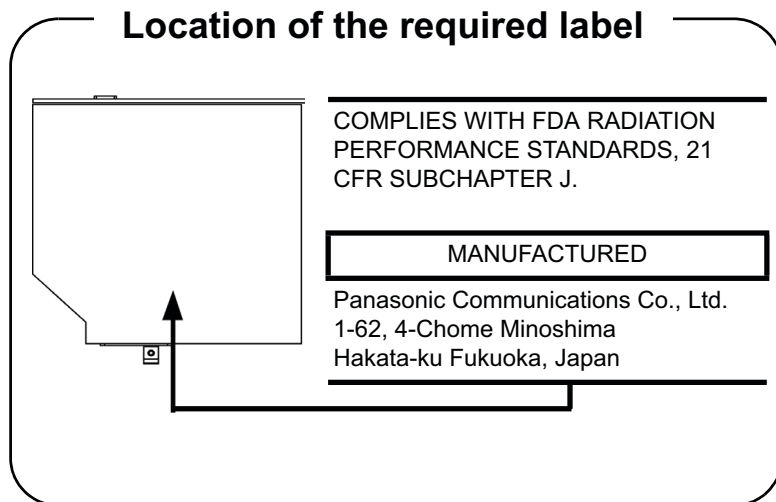 Location of the required label
COMPLIES WITH FDA RADIATION
PERFORMANCE STANDARDS, 21
CFR SUBCHAPTER J.
MANUFACTURED
Panasonic Communications Co., Ltd.
1-62, 4-Chome Minoshima
Hakata-ku Fukuoka, Japan